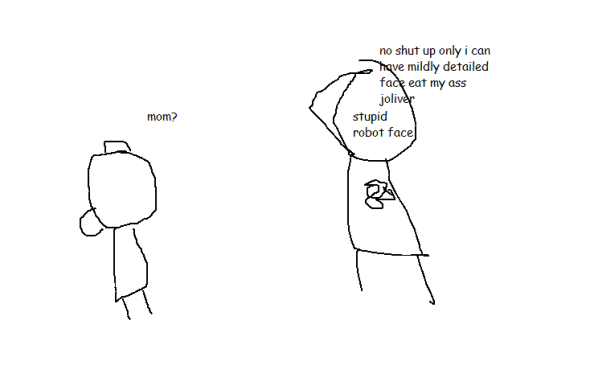 mom?
no shut up only i can
have mildly detailed
face eat my ass
joliver
stupid
robot face